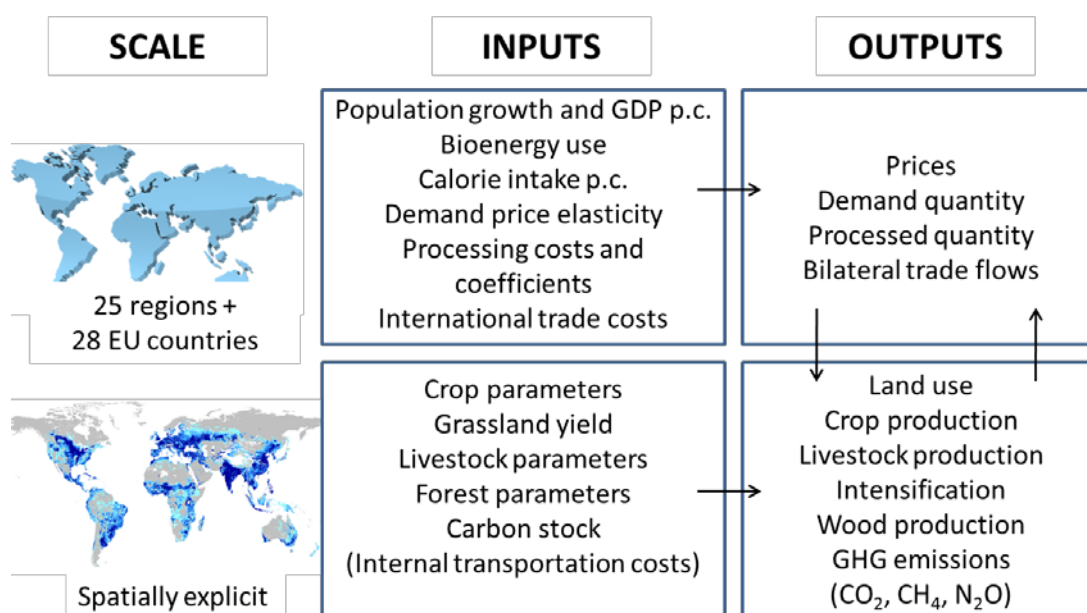 SCALE
INPUTS
OUTPUTS
25 regions +
28 EU countries
Population growth and GDP p.c.
Bioenergy use
Calorie intake p.c.
Demand price elasticity
Processing costs and
coefficients
International trade costs
Prices
Demand quantity
Processed quantity
Bilateral trade flows
Spatially explicit
Crop parameters
Grassland yield
Livestock parameters
Forest parameters
Carbon stock
(Internal transportation costs)
Land use
Crop production
Livestock production
Intensification
Wood production
GHG emissions
(CO₂, CH₄, N₂O)